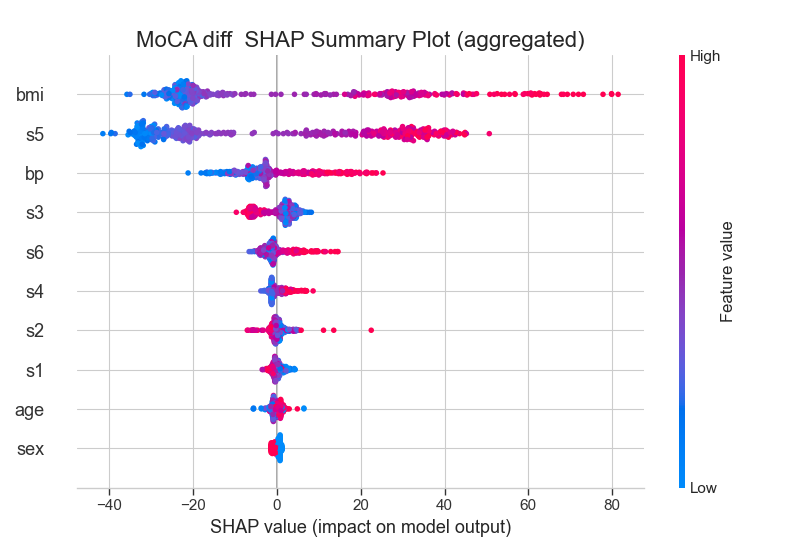 MoCA diff  SHAP Summary Plot (aggregated)
High
bmi
s5
bp
s3
s6
s4
s2
s1
age
sex
Feature value
Low
−40 −20 0 20 40 60 80
SHAP value (impact on model output)